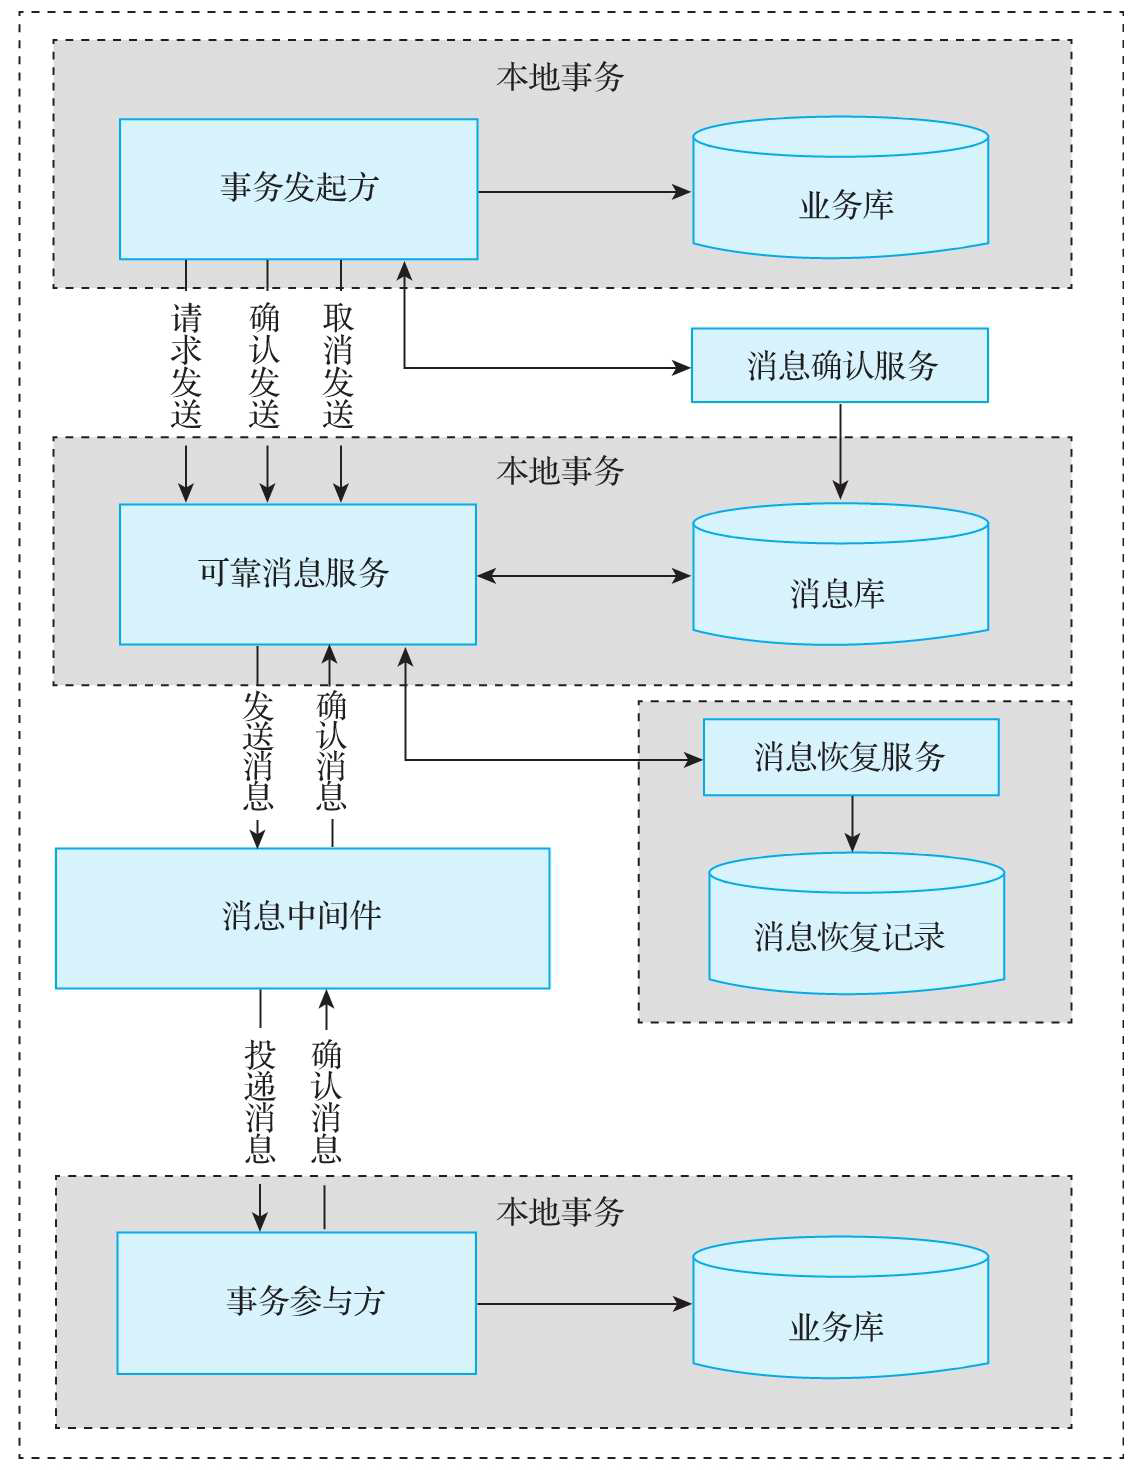 本地事务
事务发起方
业务库
请求发送
确认发送
取消发送
消息确认服务
本地事务
可靠消息服务
消息库
发送消息
确认消息
消息恢复服务
消息中间件
消息恢复记录
投递消息
确认消息
本地事务
事务参与方
业务库